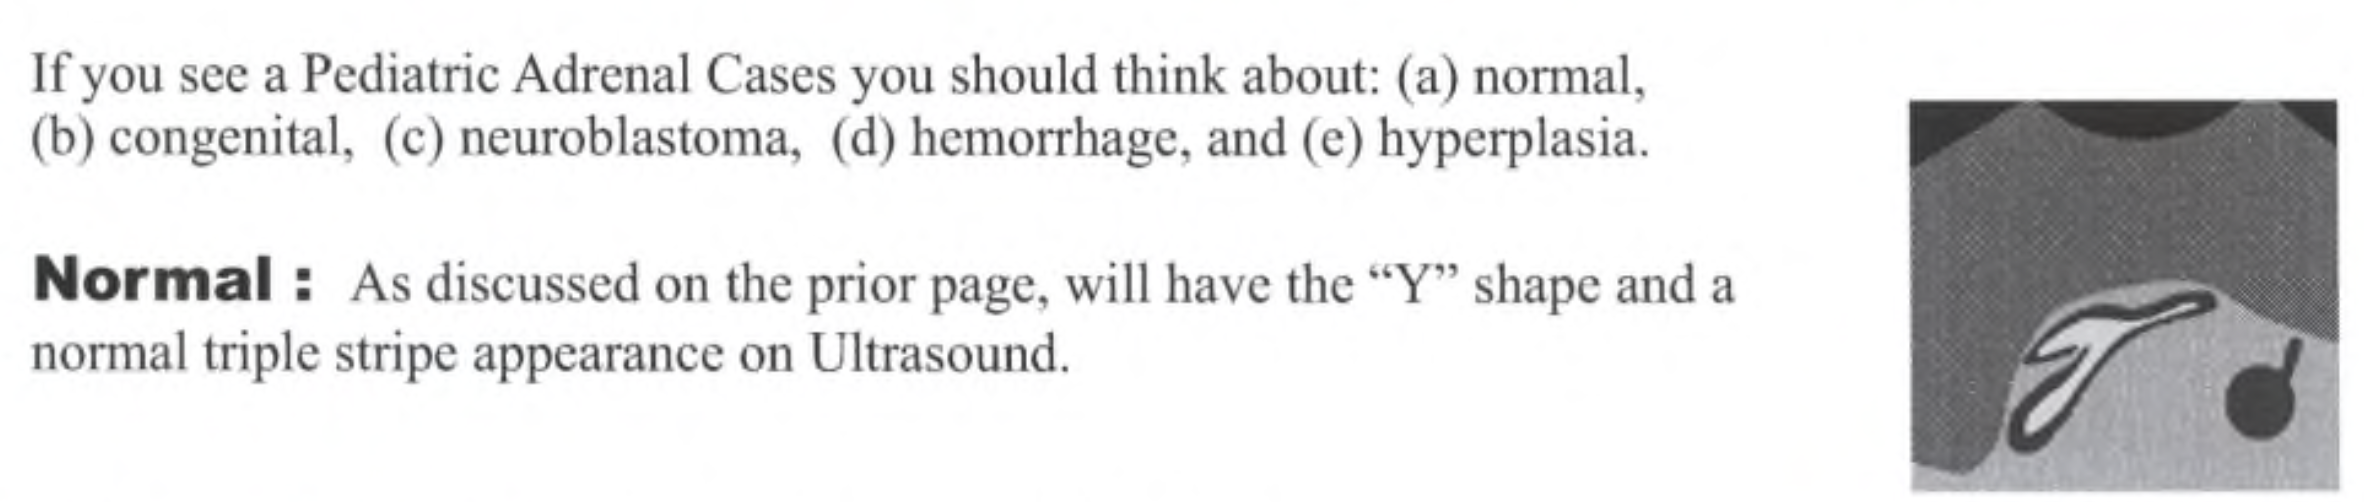 If you see a Pediatric Adrenal Cases you should think about: (a) normal,
(b) congenital, (c) neuroblastoma, (d) hemorrhage, and (e) hyperplasia.
Normal : As discussed on the prior page, will have the “Y” shape and a
normal triple stripe appearance on Ultrasound.